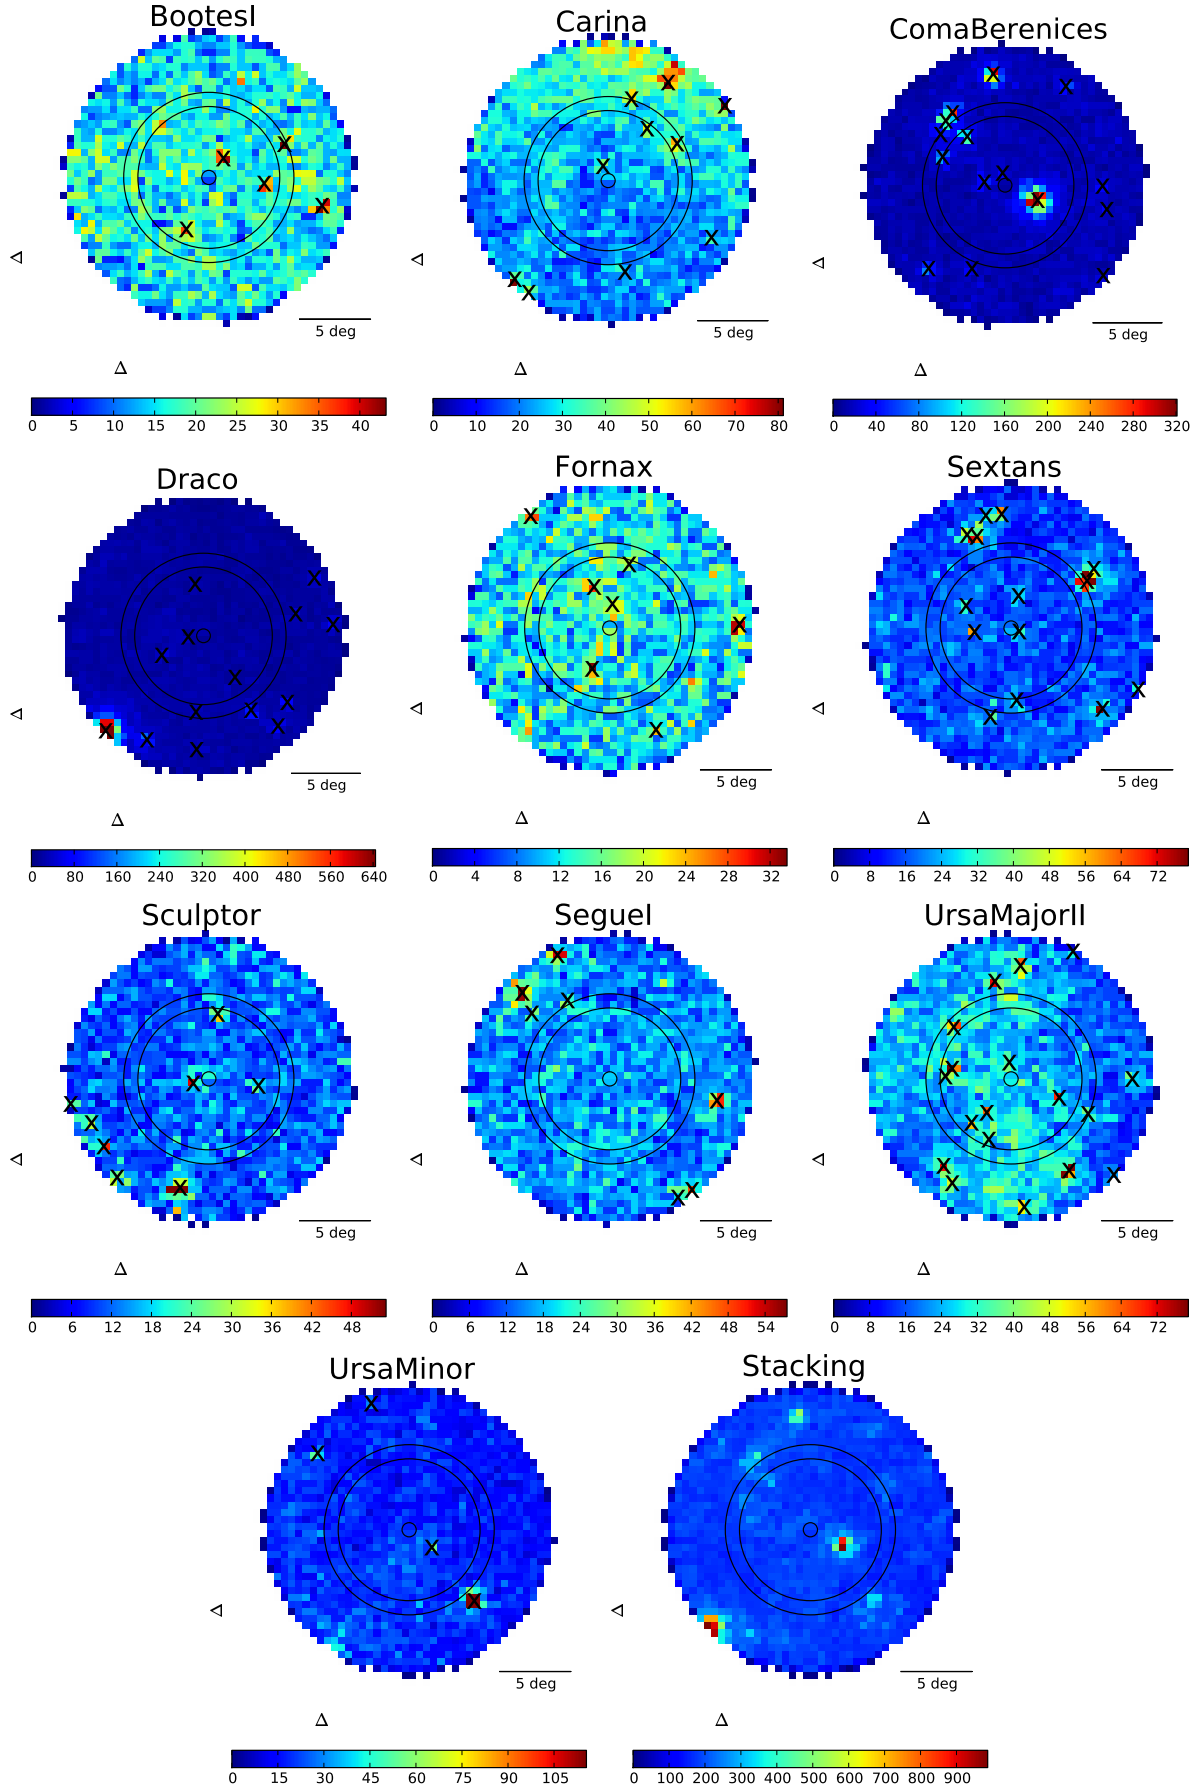 BootesI
Carina
ComaBerenices
5 deg
5 deg
5 deg
0 5 10 15 20 25 30 35 40
0 10 20 30 40 50 60 70 80
0 40 80 120 160 200 240 280 320
Draco
Fornax
Sextans
5 deg
5 deg
5 deg
0 80 160 240 320 400 480 560 640
0 4 8 12 16 20 24 28 32
0 8 16 24 32 40 48 56 64 72
Sculptor
SegueI
UrsaMajorII
5 deg
5 deg
5 deg
0 6 12 18 24 30 36 42 48
0 6 12 18 24 30 36 42 48 54
0 8 16 24 32 40 48 56 64 72
UrsaMinor
Stacking
5 deg
5 deg
0 15 30 45 60 75 90 105
0 100 200 300 400 500 600 700 800 900